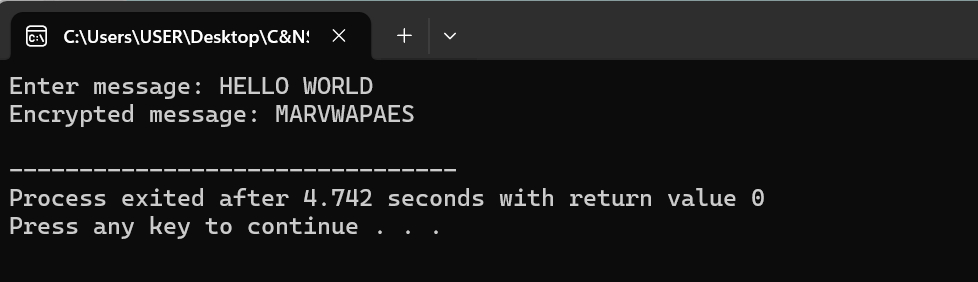 C:\Users\USER\Desktop\C&NS
Enter message: HELLO WORLD
Encrypted message: MARVWAPAES
--------------------------------
Process exited after 4.742 seconds with return value 0
Press any key to continue . . .